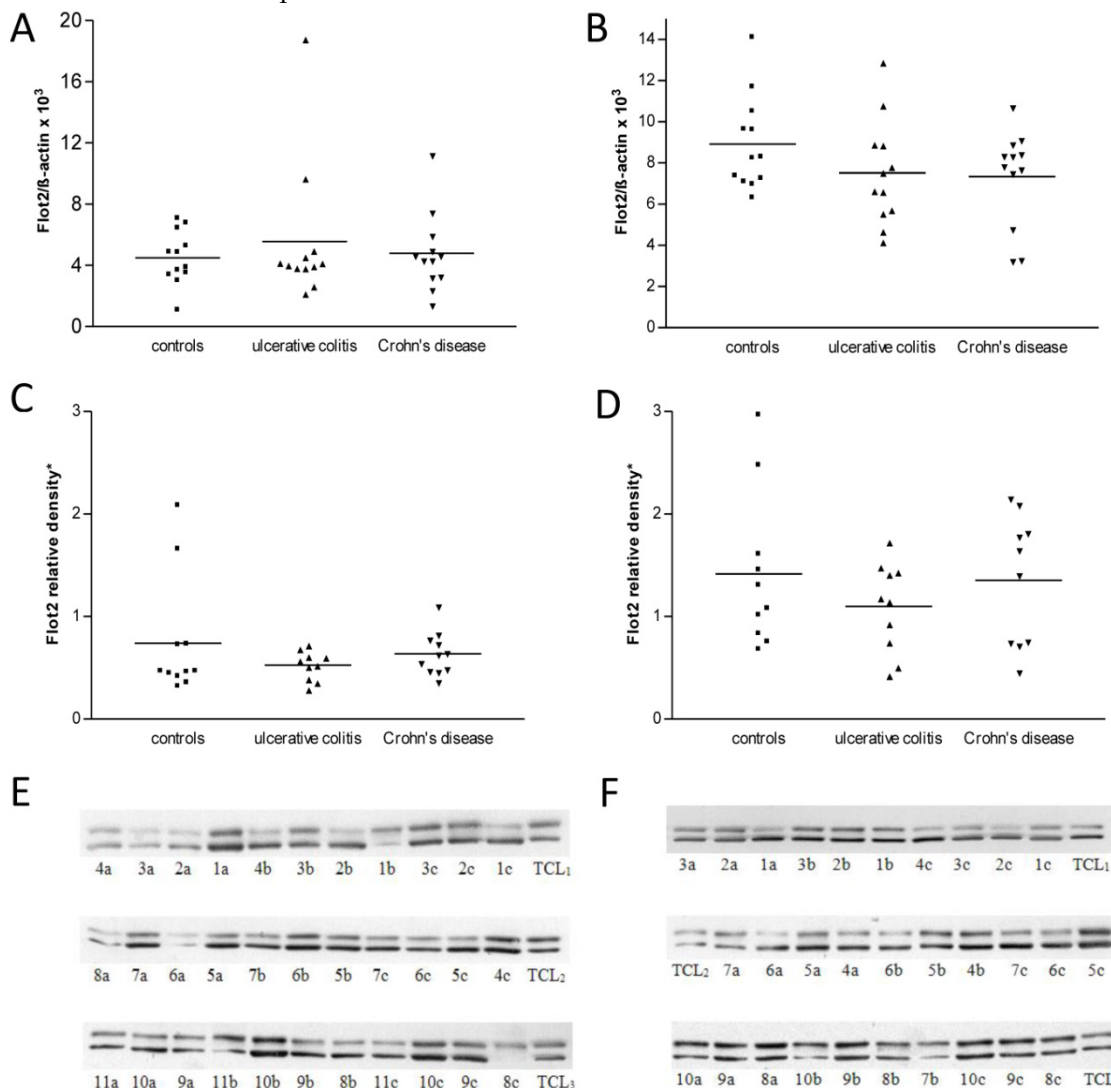 A
20
16
12
8
4
0
Flot2/ß-actin x 10³
controls ulcerative colitis Crohn's disease
B
14
12
10
8
6
4
2
0
Flot2/ß-actin x 10³
controls ulcerative colitis Crohn's disease
C
3
2
1
0
Flot2 relative density*
controls ulcerative colitis Crohn's disease
D
3
2
1
0
Flot2 relative density*
controls ulcerative colitis Crohn's disease
E
4a 3a 2a 1a 4b 3b 2b 1b 3c 2c 1c TCL₁
8a 7a 6a 5a 7b 6b 5b 7c 6c 5c 4c TCL₂
11a 10a 9a 11b 10b 9b 8b 11c 10c 9c 8c TCL₃
F
3a 2a 1a 3b 2b 1b 4c 3c 2c 1c TCL₁
TCL₂ 7a 6a 5a 4a 6b 5b 4b 7c 6c 5c
10a 9a 8a 10b 9b 8b 7b 10c 9c 8c